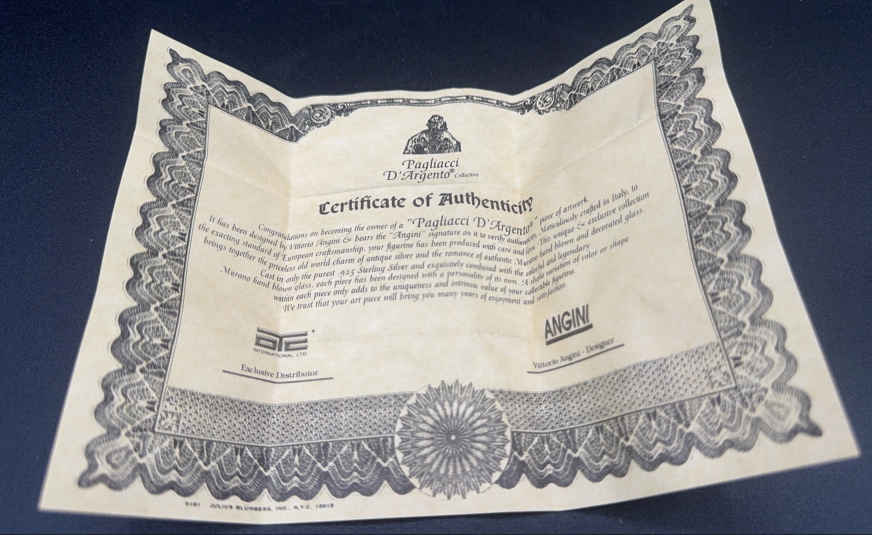 Pagliacci
D'Argento® Collection
Certificate of Authenticity
Congratulations on becoming the owner of a "Pagliacci D'Argento" piece of artwork.
It has been designed by Vittorio Angini & bears the "Angini" signature on it to verify authenticity. Meticulously crafted in Italy, to
the exacting standard of European craftsmanship, your figurine has been produced with care and love. This unique & exclusive collection
brings together the priceless old world charm of antique silver and the romance of authentic Murano hand blown and decorated glass.
Cast in only the purest .925 Sterling Silver and exquisitely combined with the colorful and legendary
Murano hand blown glass, each piece has been designed with a personality of its own. A variation of color or shape
within each piece only adds to the uniqueness and intrinsic value of your collectable figurine.
We trust that your art piece will bring you many years of enjoyment and satisfaction.
ATE
INTERNATIONAL LTD.
Exclusive Distributor
ANGINI
Vittorio Angini - Designer
JULIUS BLUMBERG, INC., N.Y.C. 10013